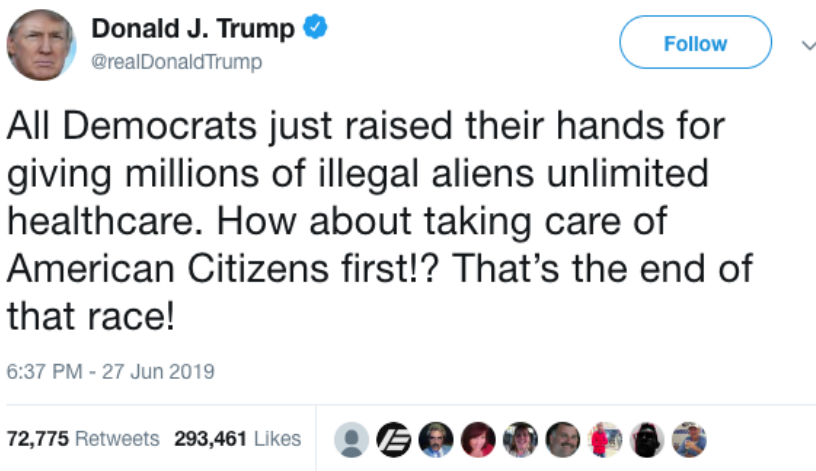 Donald J. Trump
@realDonaldTrump
Follow
All Democrats just raised their hands for
giving millions of illegal aliens unlimited
healthcare. How about taking care of
American Citizens first!? That’s the end of
that race!
6:37 PM - 27 Jun 2019
72,775 Retweets 293,461 Likes